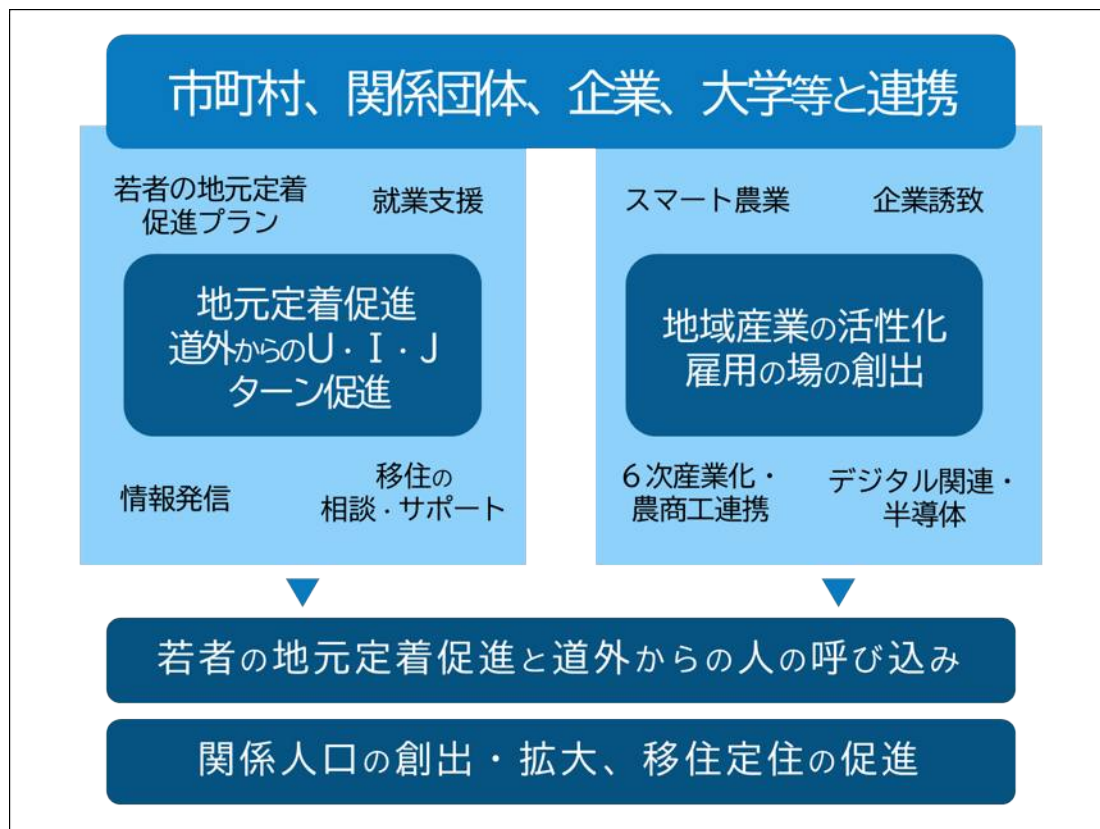 市町村、関係団体、企業、大学等と連携
若者の地元定着
促進プラン
就業支援
地元定着促進
道外からのU・I・J
ターン促進
情報発信
移住の
相談・サポート
スマート農業
企業誘致
地域産業の活性化
雇用の場の創出
６次産業化・
農商工連携
デジタル関連・
半導体
若者の地元定着促進と道外からの人の呼び込み
関係人口の創出・拡大、移住定住の促進